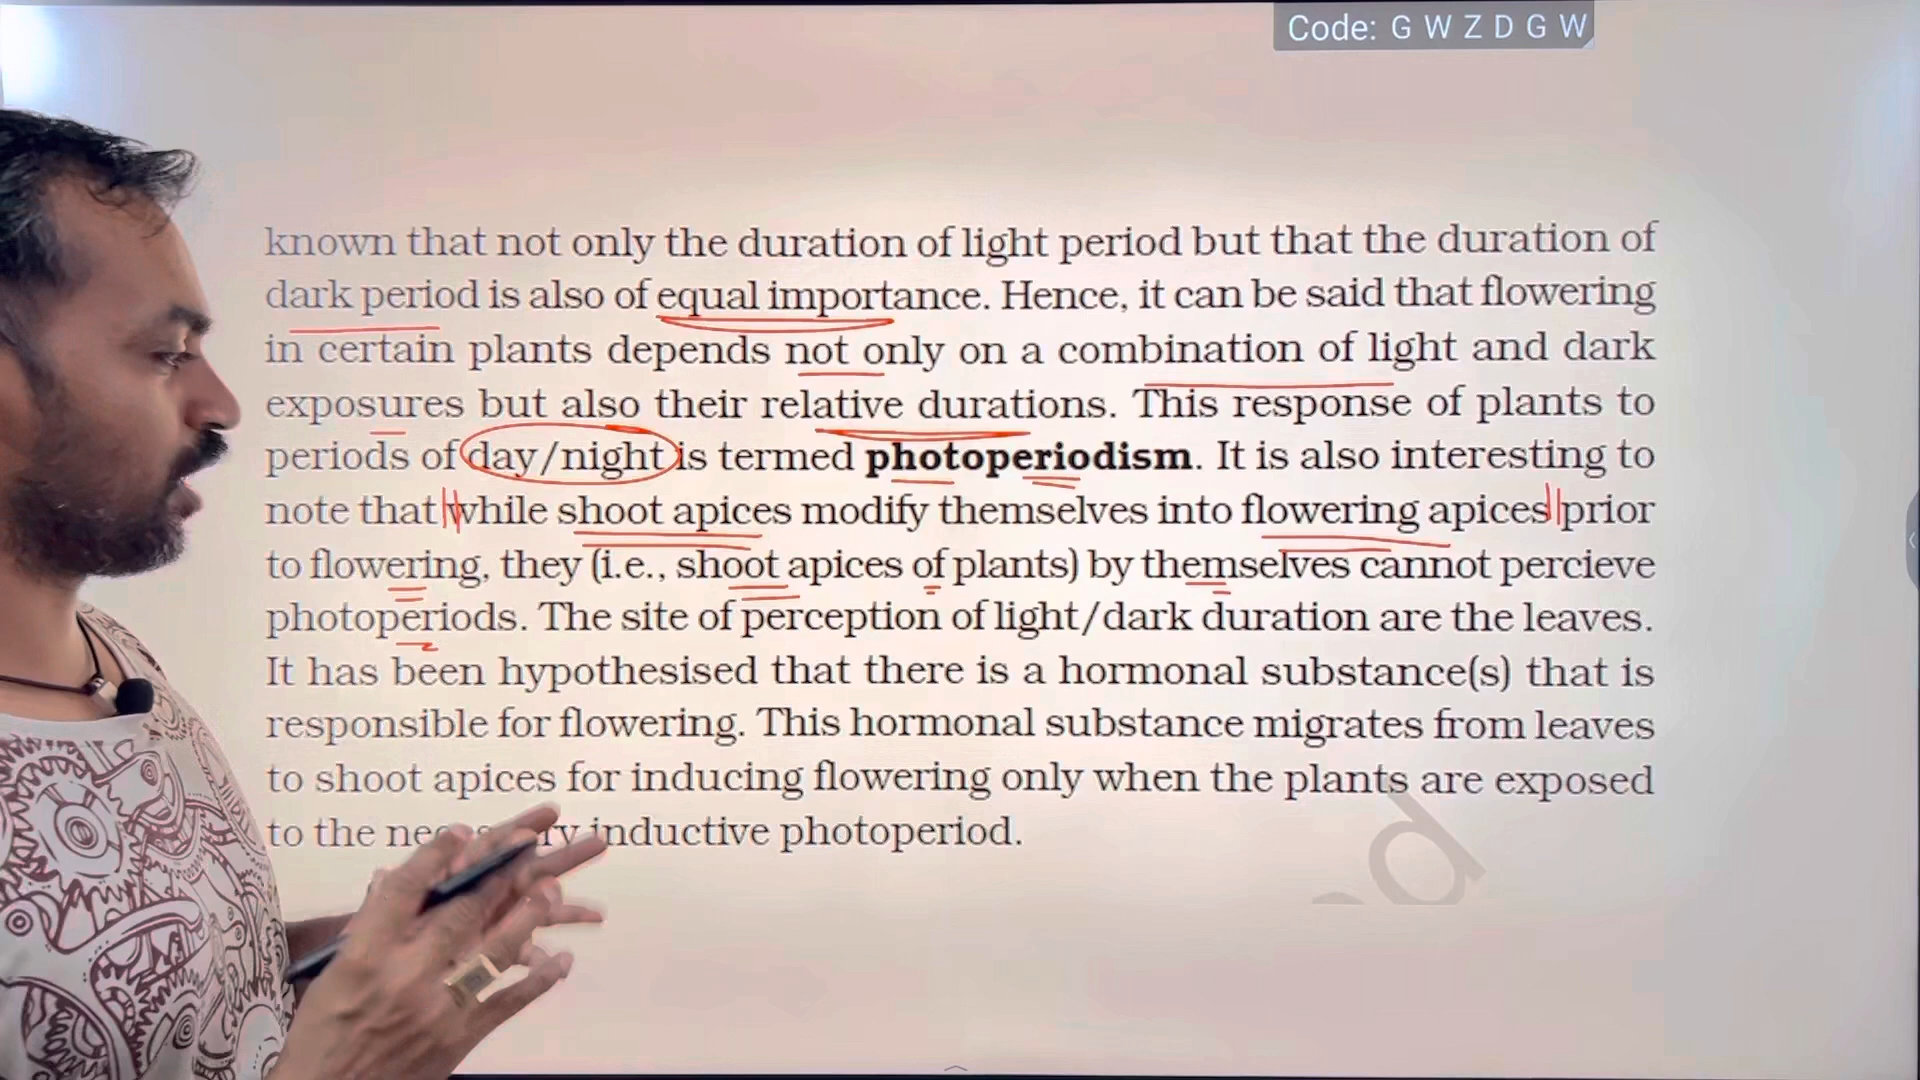 Code: G W Z D G W
known that not only the duration of light period but that the duration of
dark period is also of equal importance. Hence, it can be said that flowering
in certain plants depends not only on a combination of light and dark
exposures but also their relative durations. This response of plants to
periods of day/night is termed photoperiodism. It is also interesting to
note that while shoot apices modify themselves into flowering apices prior
to flowering, they (i.e., shoot apices of plants) by themselves cannot percieve
photoperiods. The site of perception of light/dark duration are the leaves.
It has been hypothesised that there is a hormonal substance(s) that is
responsible for flowering. This hormonal substance migrates from leaves
to shoot apices for inducing flowering only when the plants are exposed
to the inductive photoperiod.